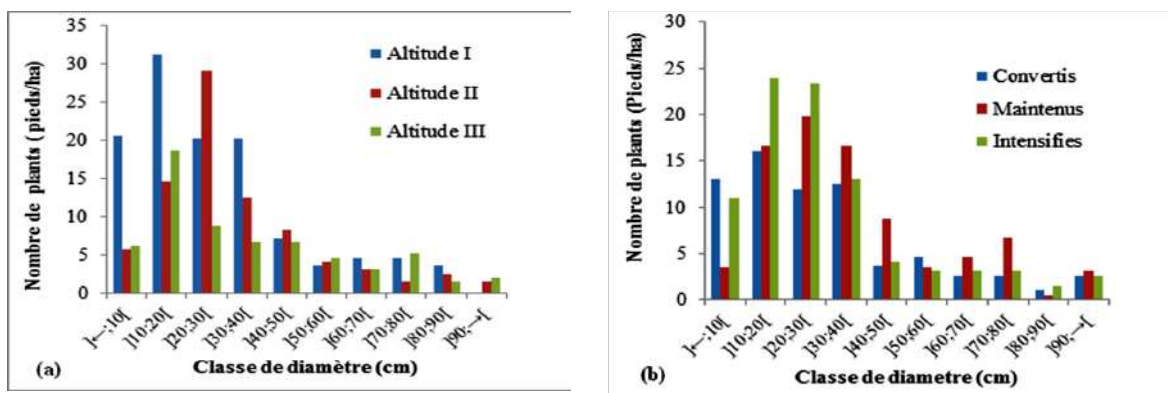 Nombre de plants ( pieds/ha)
35
30
25
20
15
10
5
0
Altitude I
Altitude II
Altitude III
]←;10[
]10;20[
]20;30[
]30;40[
]40;50[
]50;60[
]60;70[
]70;80[
]80;90[
]90;→[
(a)
Classe de diamètre (cm)
Nombre de plants (Pieds/ha)
30
25
20
15
10
5
0
Convertis
Maintenus
Intensifies
]←;10[
]10;20[
]20;30[
]30;40[
]40;50[
]50;60[
]60;70[
]70;80[
]80;90[
]90;→[
(b)
Classe de diametre (cm)